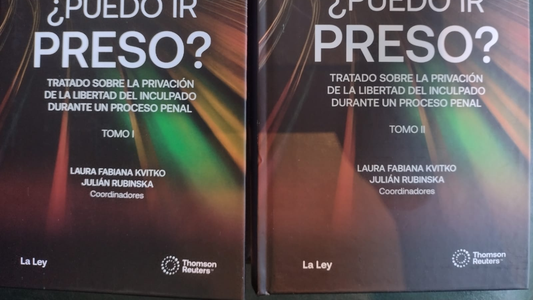 ¿PUEDO IR
PRESO?
TRATADO SOBRE LA PRIVACIÓN
DE LA LIBERTAD DEL INCULPADO
DURANTE UN PROCESO PENAL
TOMO I
LAURA FABIANA KVITKO
JULIÁN RUBINSKA
Coordinadores
La Ley
Thomson
Reuters™
¿PUEDO IR
PRESO?
TRATADO SOBRE LA PRIVACIÓN
DE LA LIBERTAD DEL INCULPADO
DURANTE UN PROCESO PENAL
TOMO II
LAURA FABIANA KVITKO
JULIÁN RUBINSKA
Coordinadores
La Ley
Thomson
Reuters™